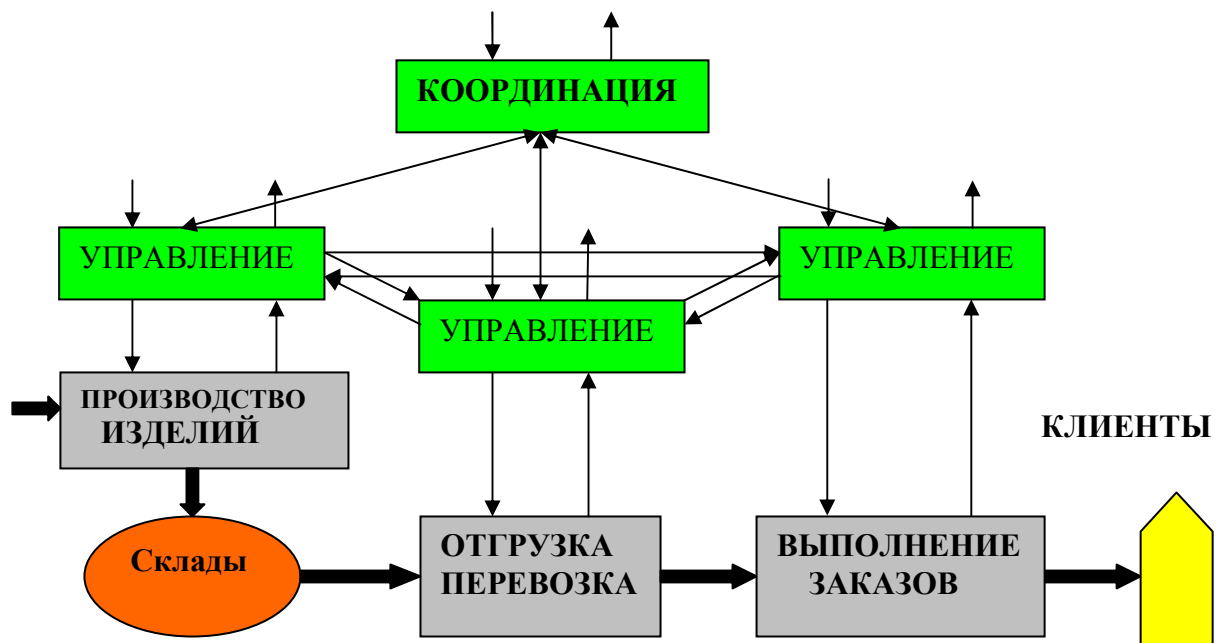 КООРДИНАЦИЯ
УПРАВЛЕНИЕ
УПРАВЛЕНИЕ
УПРАВЛЕНИЕ
ПРОИЗВОДСТВО
ИЗДЕЛИЙ
КЛИЕНТЫ
Склады
ОТГРУЗКА
ПЕРЕВОЗКА
ВЫПОЛНЕНИЕ
ЗАКАЗОВ